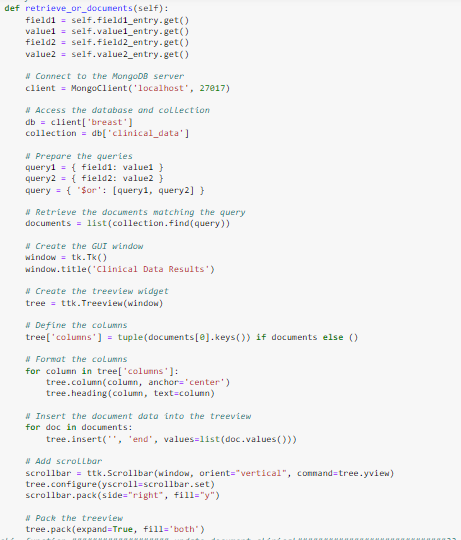 def retrieve_or_documents(self):
field1 = self.field1_entry.get()
value1 = self.value1_entry.get()
field2 = self.field2_entry.get()
value2 = self.value2_entry.get()
# Connect to the MongoDB server
client = MongoClient('localhost', 27017)
# Access the database and collection
db = client['breast']
collection = db['clinical_data']
# Prepare the queries
query1 = { field1: value1 }
query2 = { field2: value2 }
query = { '$or': [query1, query2] }
# Retrieve the documents matching the query
documents = list(collection.find(query))
# Create the GUI window
window = tk.Tk()
window.title('Clinical Data Results')
# Create the treeview widget
tree = ttk.Treeview(window)
# Define the columns
tree['columns'] = tuple(documents[0].keys()) if documents else ()
# Format the columns
for column in tree['columns']:
tree.column(column, anchor='center')
tree.heading(column, text=column)
# Insert the document data into the treeview
for doc in documents:
tree.insert('', 'end', values=list(doc.values()))
# Add scrollbar
scrollbar = ttk.Scrollbar(window, orient="vertical", command=tree.yview)
tree.configure(yscroll=scrollbar.set)
scrollbar.pack(side="right", fill="y")
# Pack the treeview
tree.pack(expand=True, fill='both')